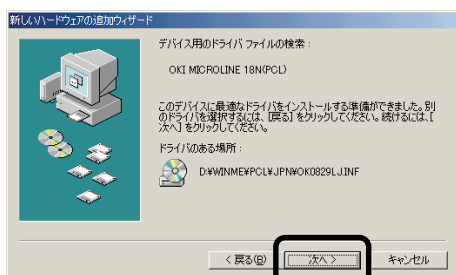 新しいハードウェアの追加ウィザード
デバイス用のドライバ ファイルの検索 :
OKI MICROLINE 18N(PCL)
このデバイスに最適なドライバをインストールする準備ができました。別
のドライバを選択するには、[戻る] をクリックしてください。続けるには、[
次へ] をクリックしてください。
ドライバのある場所 :
D:¥WINME¥PCL¥JPN¥OK0829LJ.INF
< 戻る(B)
次へ >
キャンセル